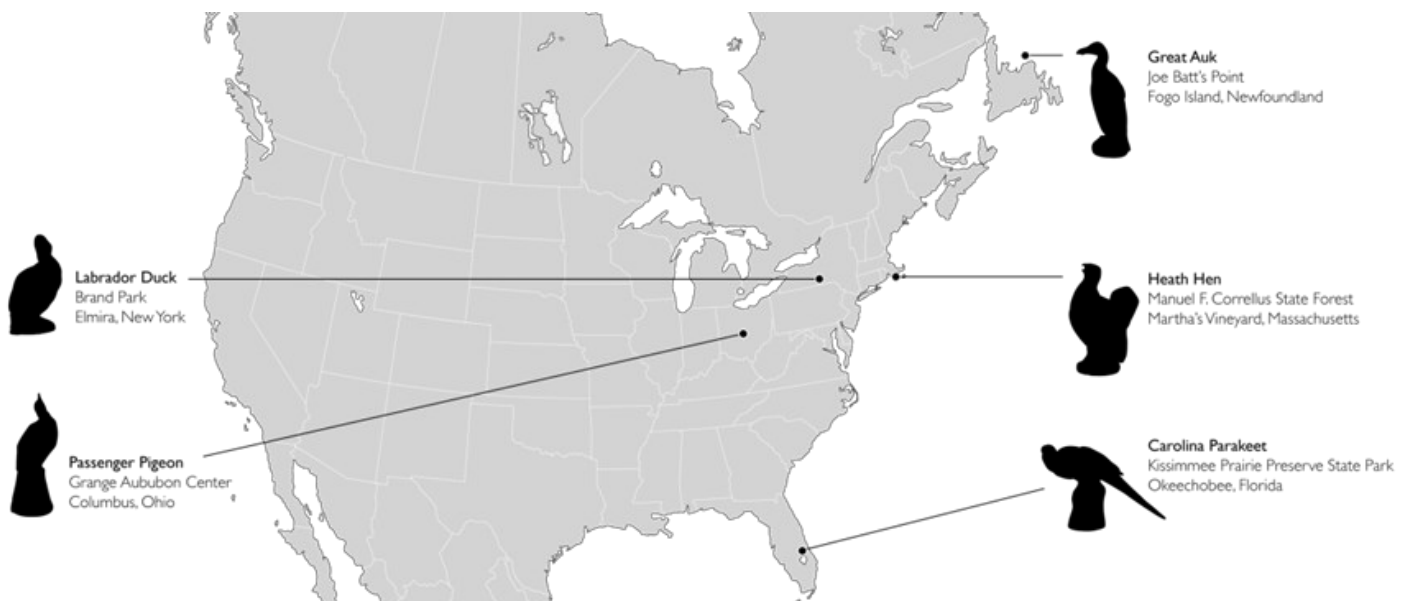 Great Auk
Joe Batt's Point
Fogo Island, Newfoundland
Labrador Duck
Brand Park
Elmira, New York
Heath Hen
Manuel F. Correllus State Forest
Martha's Vineyard, Massachusetts
Passenger Pigeon
Grange Aububon Center
Columbus, Ohio
Carolina Parakeet
Kissimmee Prairie Preserve State Park
Okeechobee, Florida